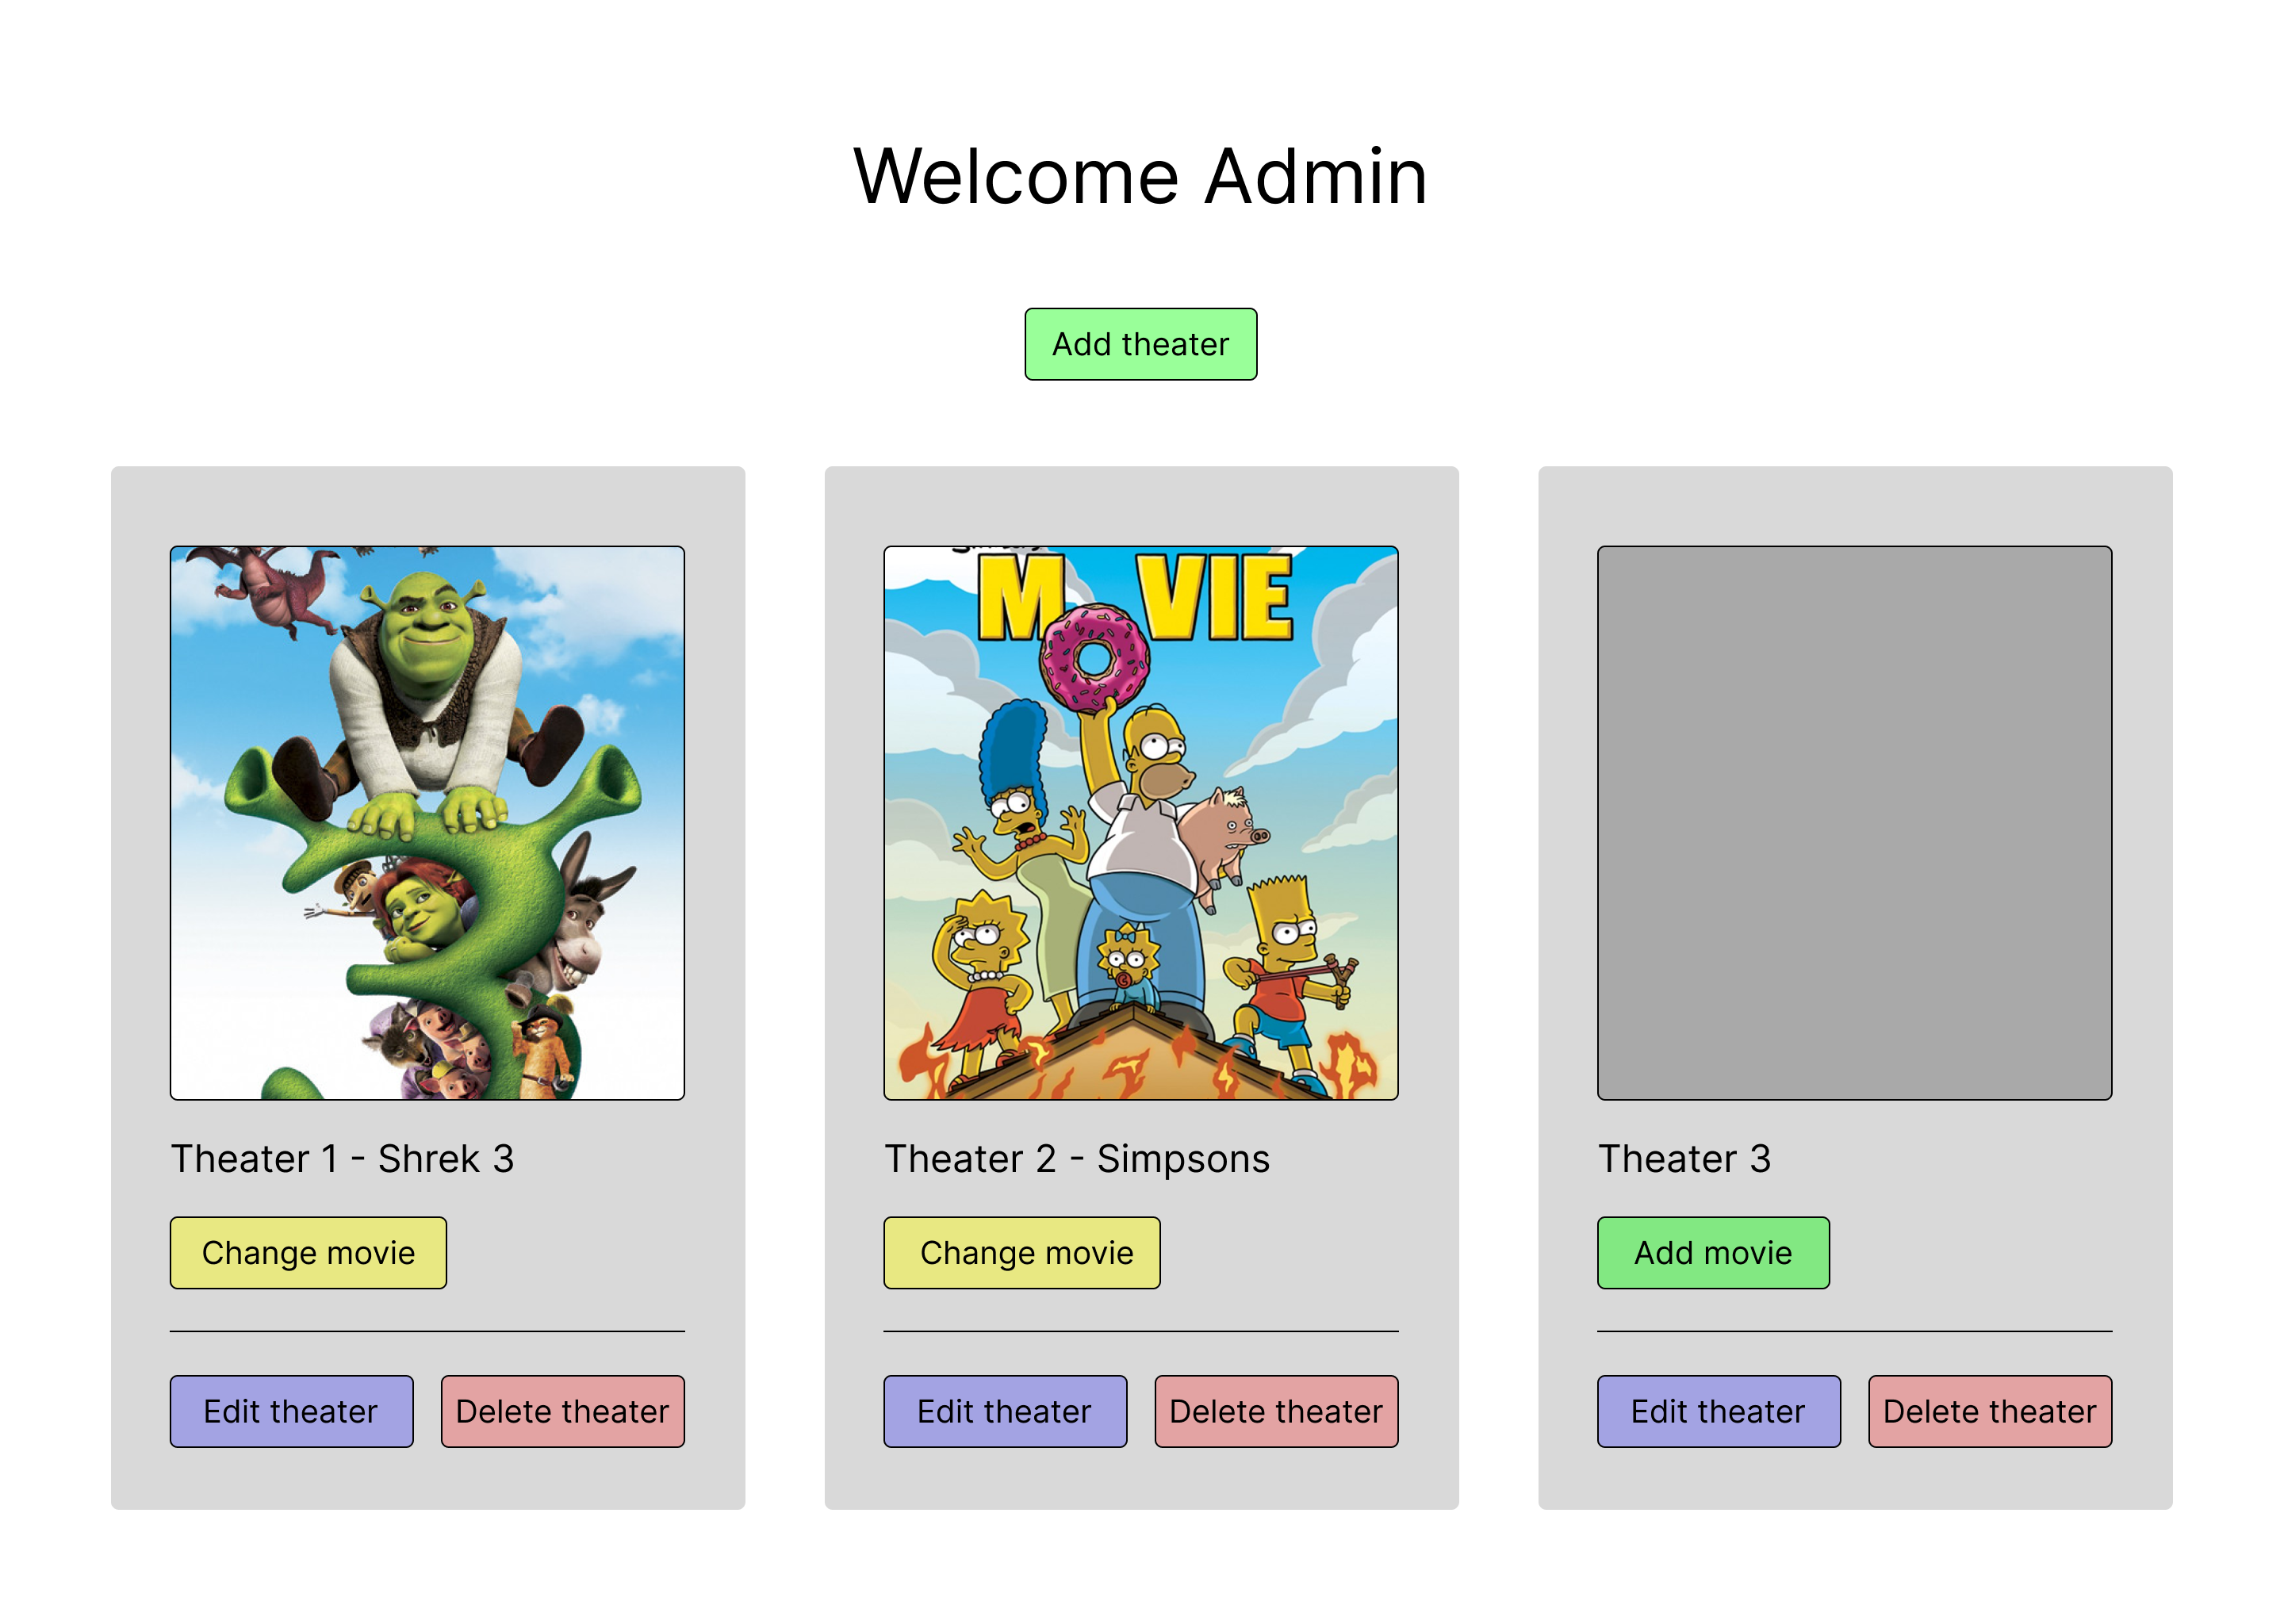 Welcome Admin
Add theater
M VIE
Theater 1 - Shrek 3
Change movie
Edit theater
Delete theater
Theater 2 - Simpsons
Change movie
Edit theater
Delete theater
Theater 3
Add movie
Edit theater
Delete theater